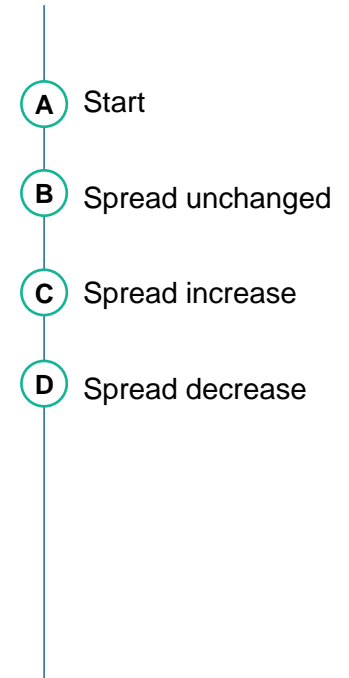 A Start
B Spread unchanged
C Spread increase
D Spread decrease